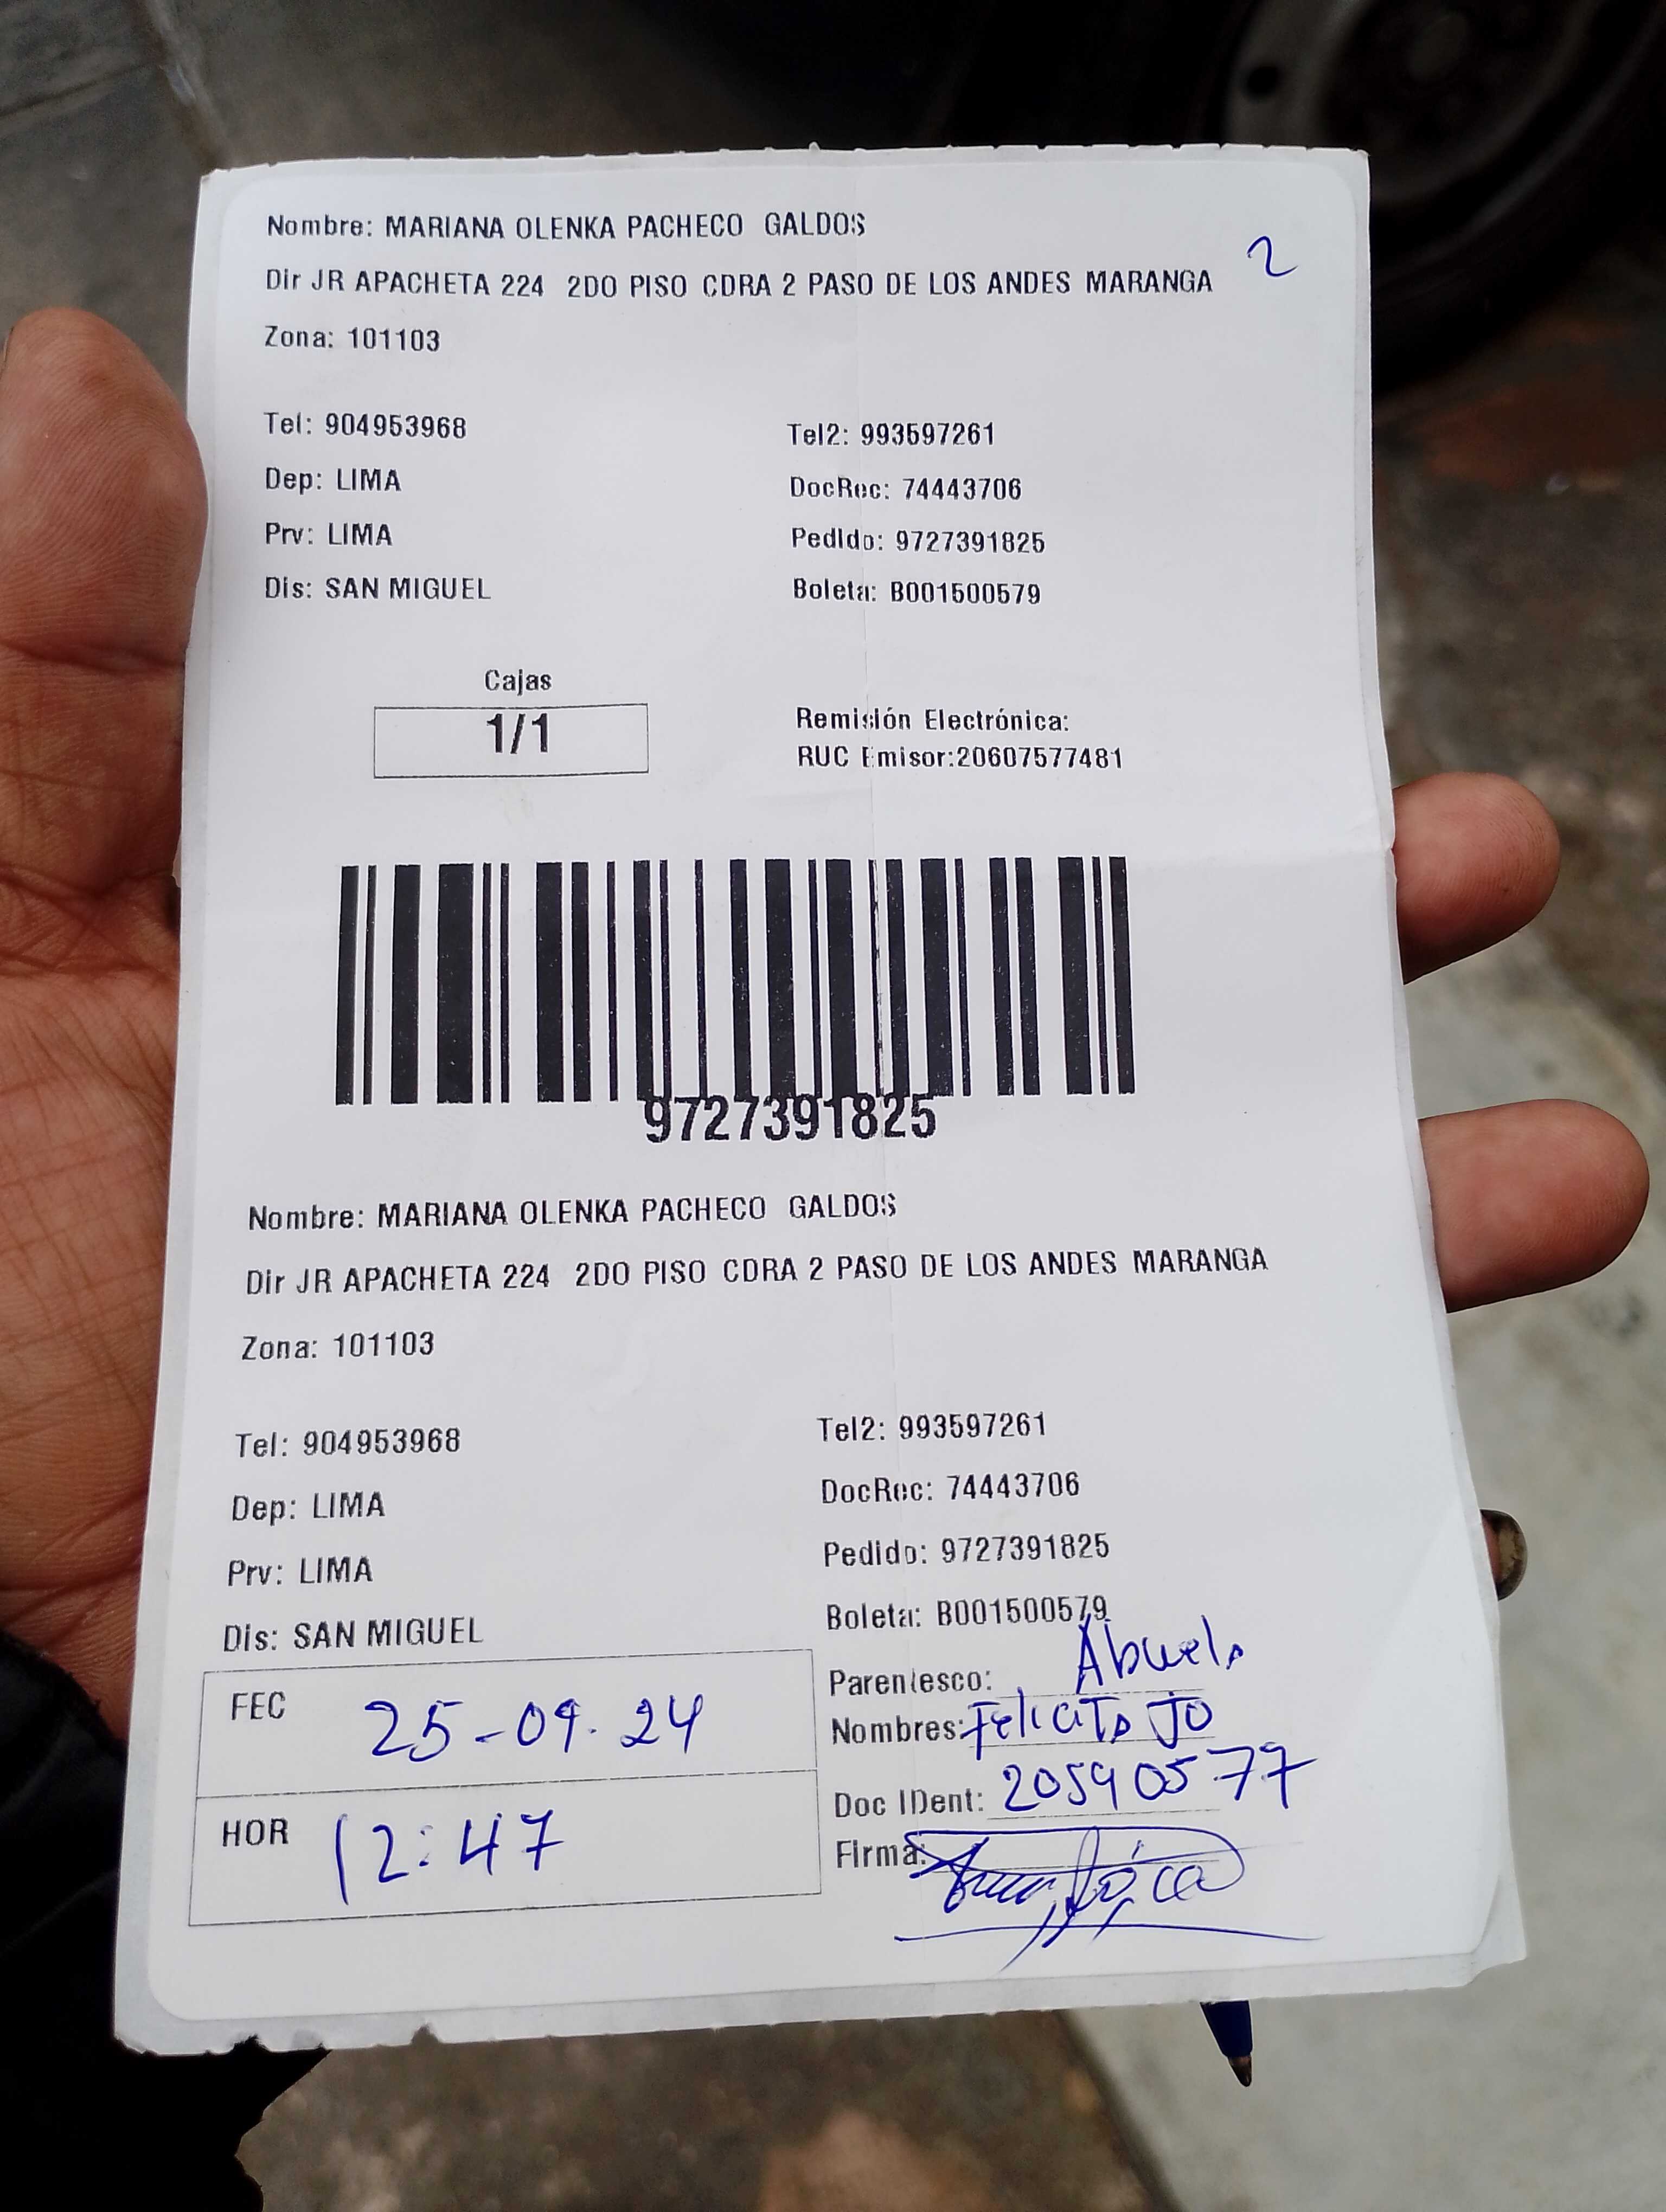 Nombre: MARIANA OLENKA PACHECO GALDOS
2
Dir JR APACHETA 224 2DO PISO CDRA 2 PASO DE LOS ANDES MARANGA
Zona: 101103
Tel: 904953968 Tel2: 993597261
Dep: LIMA DocRec: 74443706
Prv: LIMA Pedido: 9727391825
Dis: SAN MIGUEL Boleta: B001500579
Cajas
1/1
Remisión Electrónica:
RUC Emisor:20607577481
9727391825
Nombre: MARIANA OLENKA PACHECO GALDOS
Dir JR APACHETA 224 2DO PISO CDRA 2 PASO DE LOS ANDES MARANGA
Zona: 101103
Tel: 904953968 Tel2: 993597261
Dep: LIMA DocRec: 74443706
Prv: LIMA Pedido: 9727391825
Dis: SAN MIGUEL Boleta: B001500579
FEC 25-09-24
HOR 12:47
Parentesco: Abuela
Nombres: Felicita Jo
Doc IDent: 20590577
Firma: